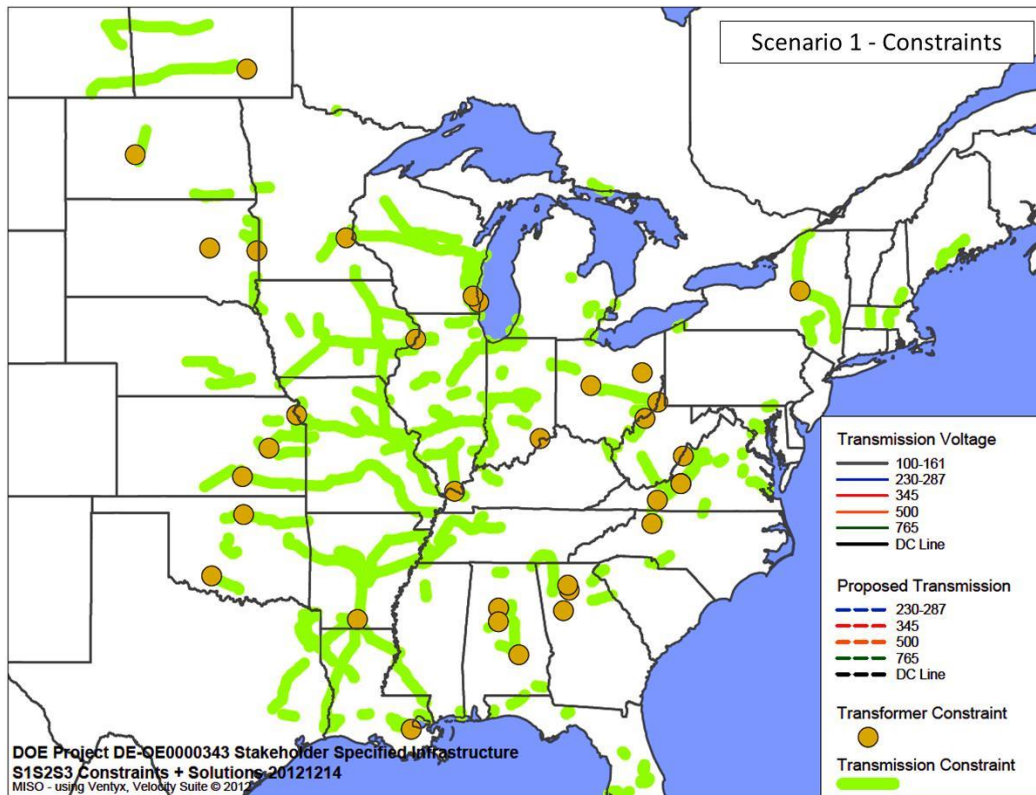 Scenario 1 - Constraints
Transmission Voltage
100-161
230-287
345
500
765
DC Line
Proposed Transmission
230-287
345
500
765
DC Line
Transformer Constraint
Transmission Constraint
DOE Project DE-OE0000343 Stakeholder Specified Infrastructure
S1S2S3 Constraints + Solutions 20121214
MISO - using Ventyx, Velocity Suite © 2012